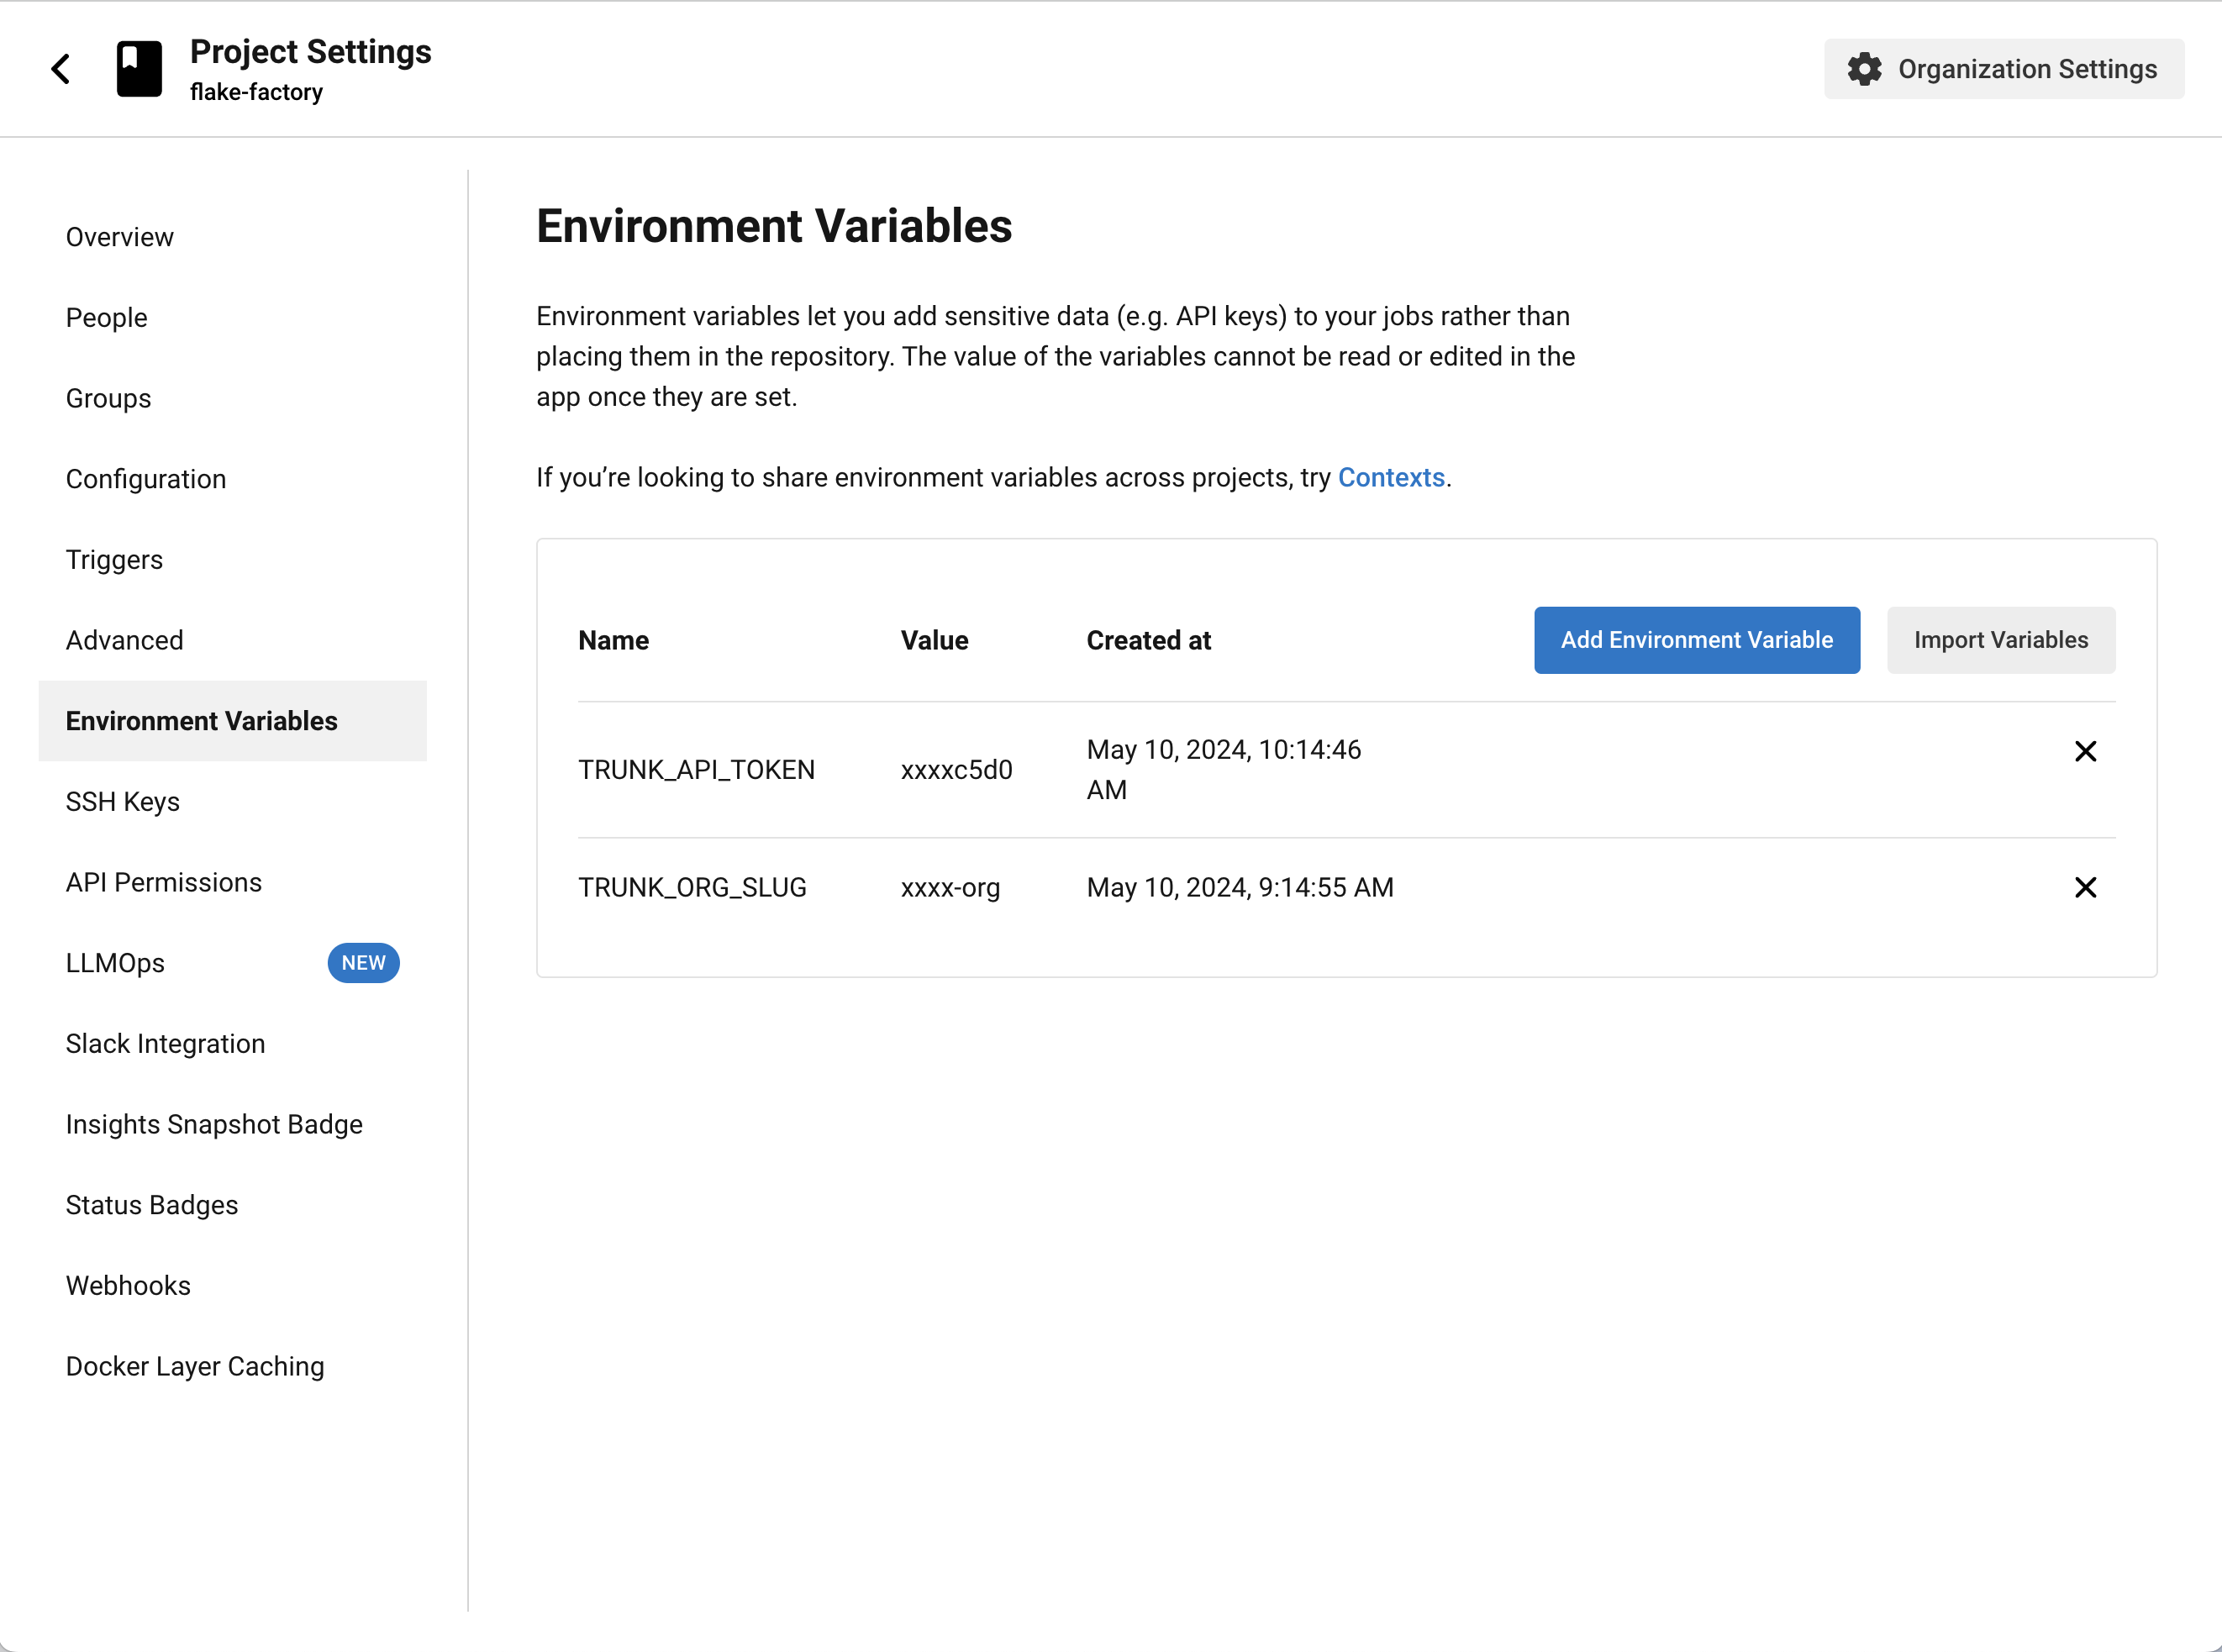 Project Settings
flake-factory
Organization Settings
Overview
People
Groups
Configuration
Triggers
Advanced
Environment Variables
SSH Keys
API Permissions
LLMOps NEW
Slack Integration
Insights Snapshot Badge
Status Badges
Webhooks
Docker Layer Caching
Environment Variables
Environment variables let you add sensitive data (e.g. API keys) to your jobs rather than
placing them in the repository. The value of the variables cannot be read or edited in the
app once they are set.
If you’re looking to share environment variables across projects, try Contexts.
Name Value Created at Add Environment Variable Import Variables
TRUNK_API_TOKEN xxxxc5d0 May 10, 2024, 10:14:46
AM
TRUNK_ORG_SLUG xxxx-org May 10, 2024, 9:14:55 AM